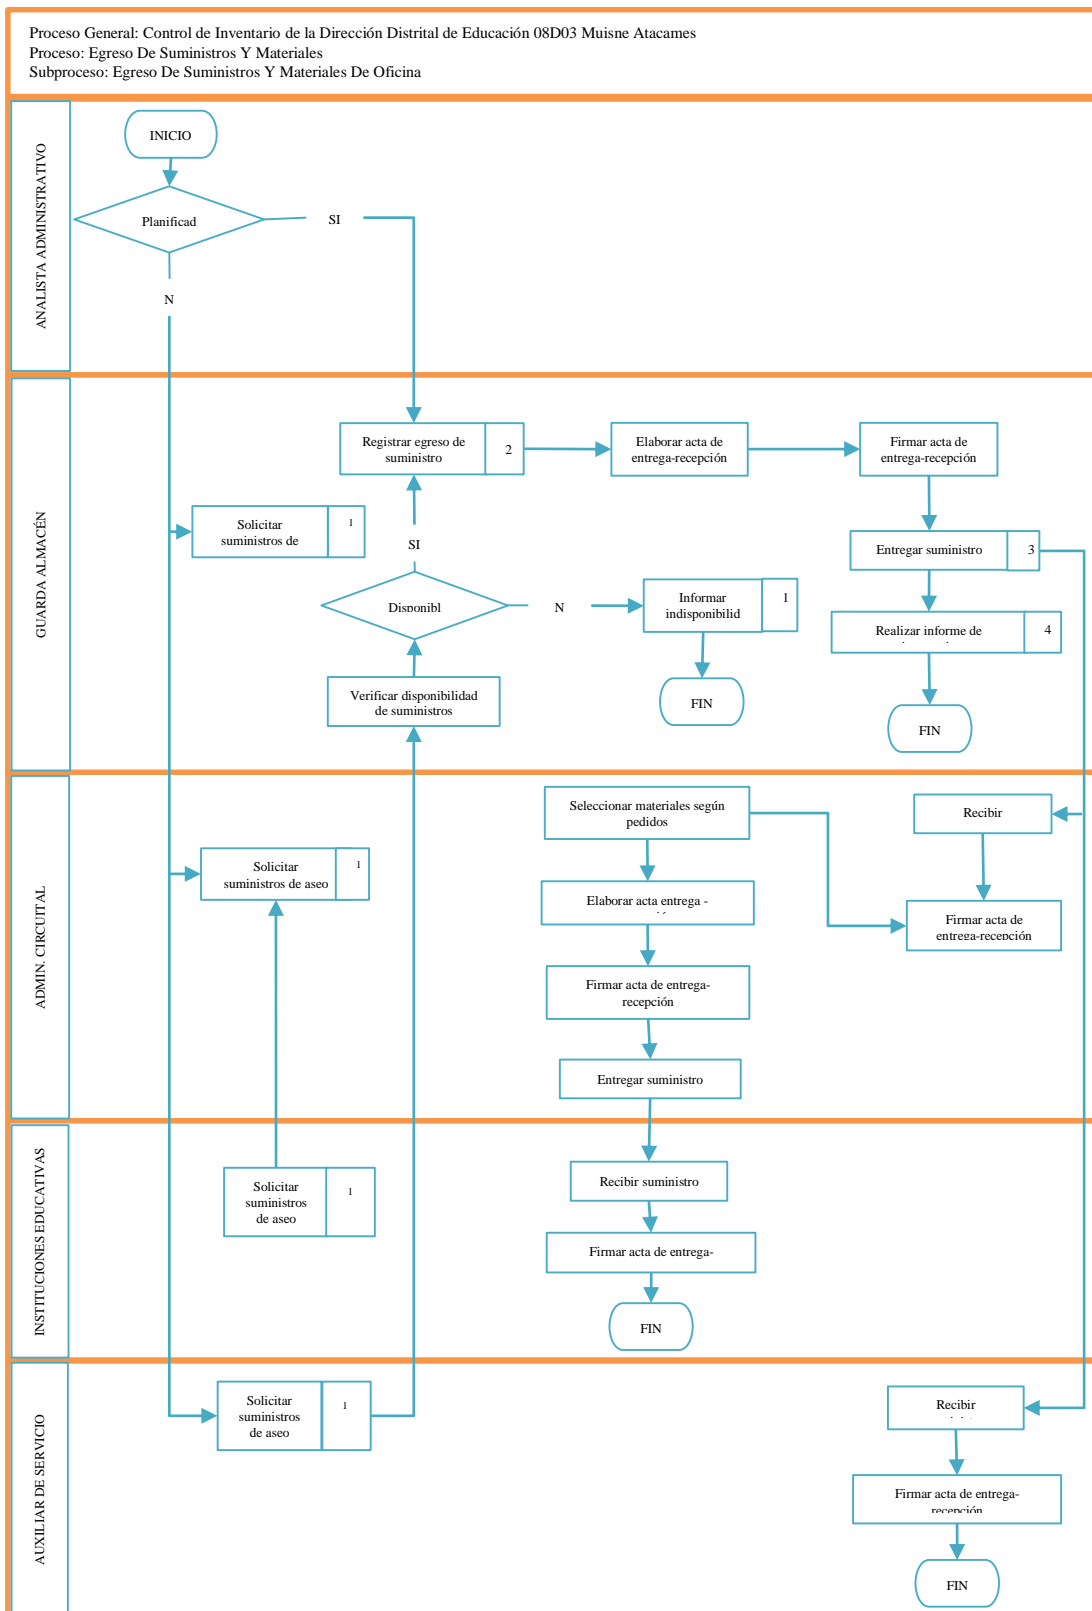 Proceso General: Control de Inventario de la Dirección Distrital de Educación 08D03 Muisne Atacames
Proceso: Egreso De Suministros Y Materiales
Subproceso: Egreso De Suministros Y Materiales De Oficina
ANALISTA ADMINISTRATIVO
INICIO
Planificad
SI
N
GUARDA ALMACÉN
Registrar egreso de
suministro
2
Elaborar acta de
entrega-recepción
Firmar acta de
entrega-recepción
Solicitar
suministros de
1
SI
Entregar suministro
3
Disponibl
N
Informar
indisponibilid
1
Realizar informe de
4
Verificar disponibilidad
de suministros
FIN
FIN
ADMIN. CIRCUITAL
Seleccionar materiales según
pedidos
Recibir
Solicitar
suministros de aseo
1
Elaborar acta entrega -
Firmar acta de
entrega-recepción
Firmar acta de entrega-
recepción
Entregar suministro
INSTITUCIONES EDUCATIVAS
Solicitar
suministros
de aseo
1
Recibir suministro
Firmar acta de entrega-
FIN
AUXILIAR DE SERVICIO
Solicitar
suministros
de aseo
1
Recibir
Firmar acta de entrega-
recepción
FIN